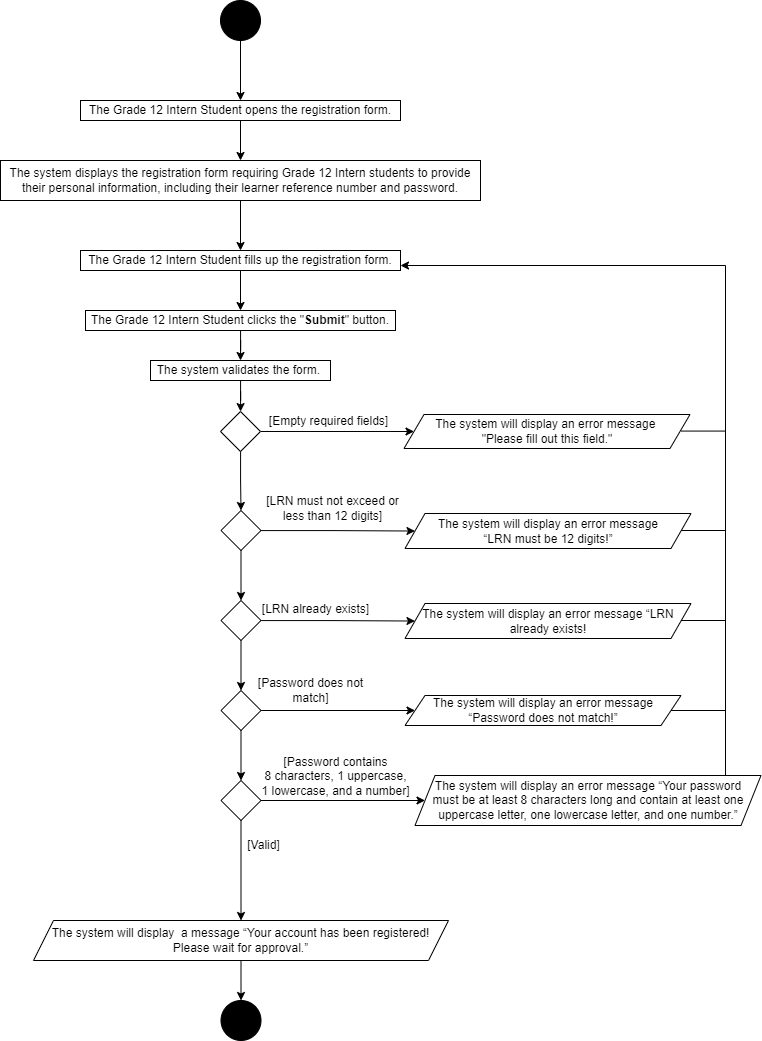 The Grade 12 Intern Student opens the registration form.
The system displays the registration form requiring Grade 12 Intern students to provide
their personal information, including their learner reference number and password.
The Grade 12 Intern Student fills up the registration form.
The Grade 12 Intern Student clicks the "Submit" button.
The system validates the form.
[Empty required fields]
The system will display an error message
"Please fill out this field."
[LRN must not exceed or
less than 12 digits]
The system will display an error message
“LRN must be 12 digits!”
[LRN already exists]
The system will display an error message “LRN
already exists!
[Password does not
match]
The system will display an error message
“Password does not match!”
[Password contains
8 characters, 1 uppercase,
1 lowercase, and a number]
The system will display an error message “Your password
must be at least 8 characters long and contain at least one
uppercase letter, one lowercase letter, and one number.”
[Valid]
The system will display  a message “Your account has been registered!
Please wait for approval.”